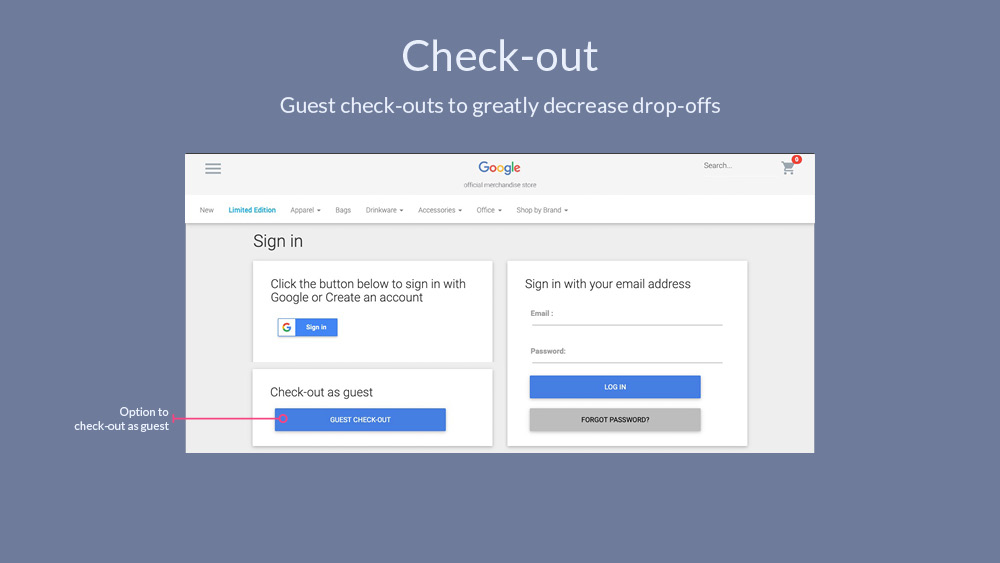 Check-out
Guest check-outs to greatly decrease drop-offs
Google
official merchandise store
Search...
0
New Limited Edition Apparel Bags Drinkware Accessories Office Shop by Brand
Sign in
Click the button below to sign in with
Google or Create an account
G Sign in
Check-out as guest
GUEST CHECK-OUT
Sign in with your email address
Email :
Password:
LOG IN
FORGOT PASSWORD?
Option to
check-out as guest